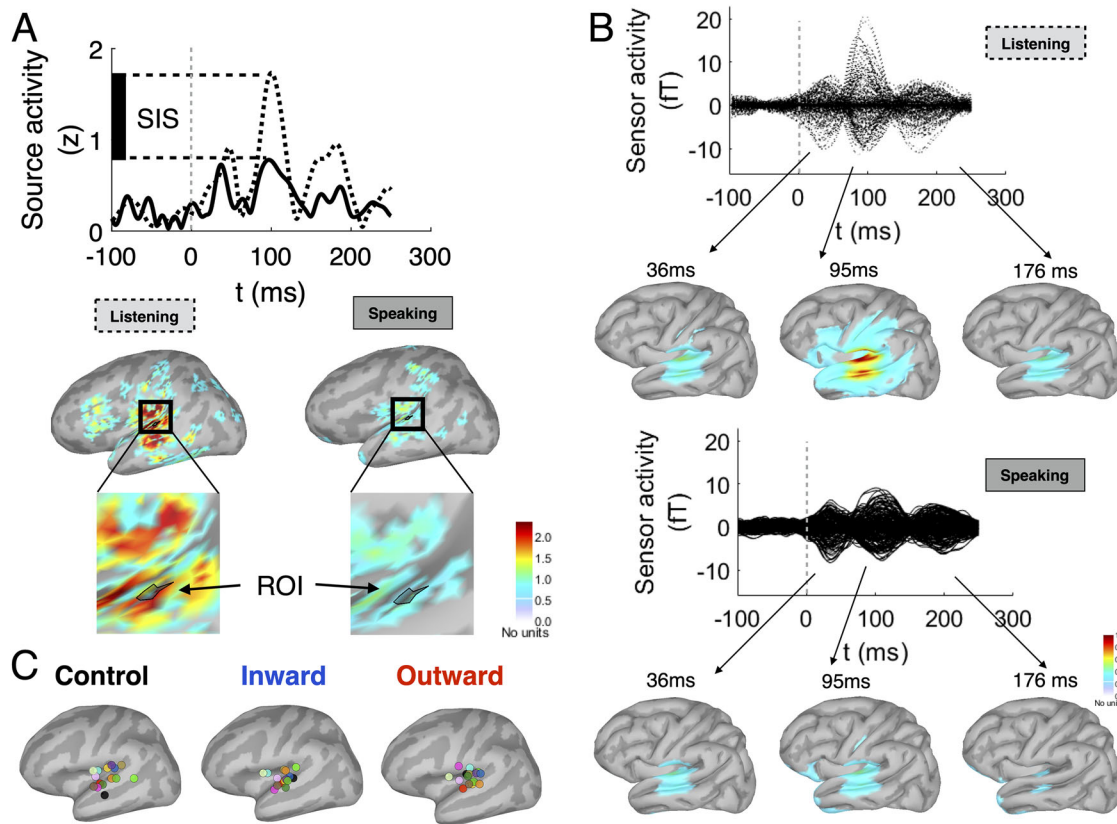 A
Source activity
(z)
2
1
0
SIS
-100
0
100
200
300
t (ms)
Listening
Speaking
ROI
2.0
1.5
1.0
0.5
0.0
No units
B
Sensor activity
(fT)
20
10
0
-10
Listening
-100
0
100
200
300
t (ms)
36ms
95ms
176 ms
Sensor activity
(fT)
20
10
0
-10
Speaking
-100
0
100
200
300
t (ms)
36ms
95ms
176 ms
C
Control
Inward
Outward